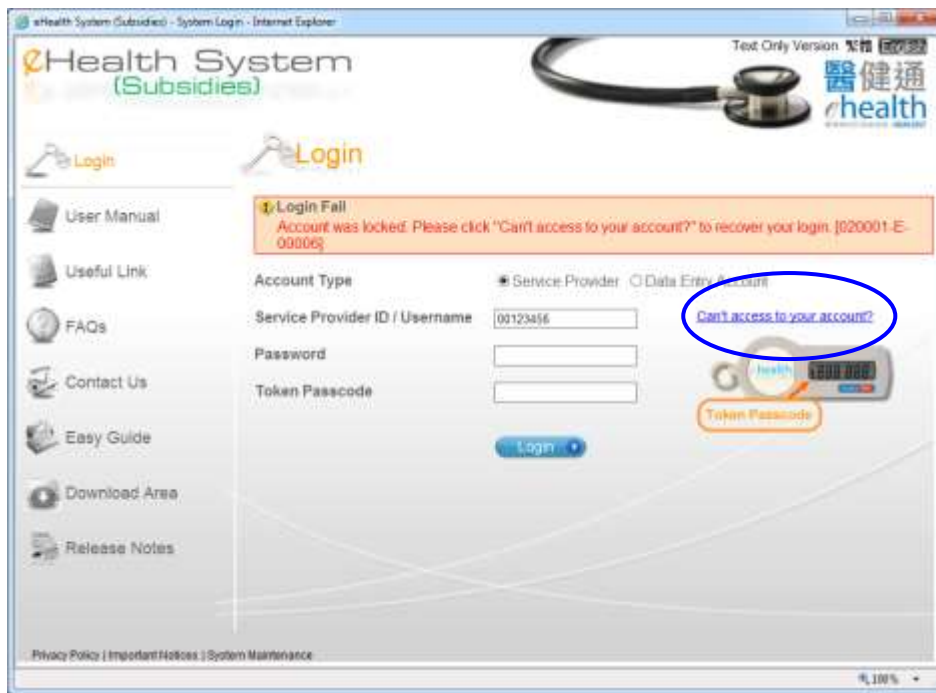 eHealth System (Subsidies) - System Login - Internet Explorer
eHealth System
(Subsidies)
Text Only Version 繁體 English
醫健通
ehealth
Login
User Manual
Useful Link
FAQs
Contact Us
Easy Guide
Download Area
Release Notes
Login
Login Fail
Account was locked. Please click "Can't access to your account?" to recover your login. [020001-E-
00006]
Account Type
Service Provider
Data Entry Account
Service Provider ID / Username
00123456
Can't access to your account?
Password
Token Passcode
ehealth
Token Passcode
Login
Privacy Policy | Important Notices | System Maintenance
100%